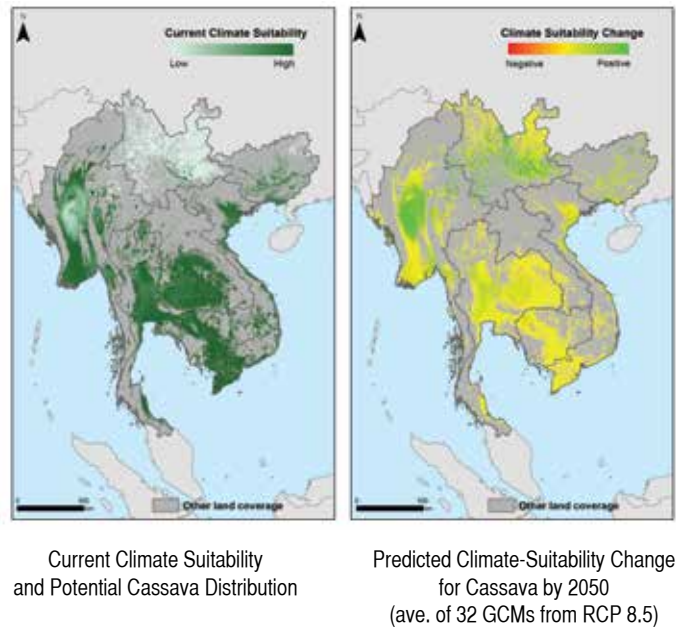 N
Current Climate Suitability
Low High
Other land coverage
N
Climate Suitability Change
Negative Positive
Other land coverage
Current Climate Suitability
and Potential Cassava Distribution
Predicted Climate-Suitability Change
for Cassava by 2050
(ave. of 32 GCMs from RCP 8.5)